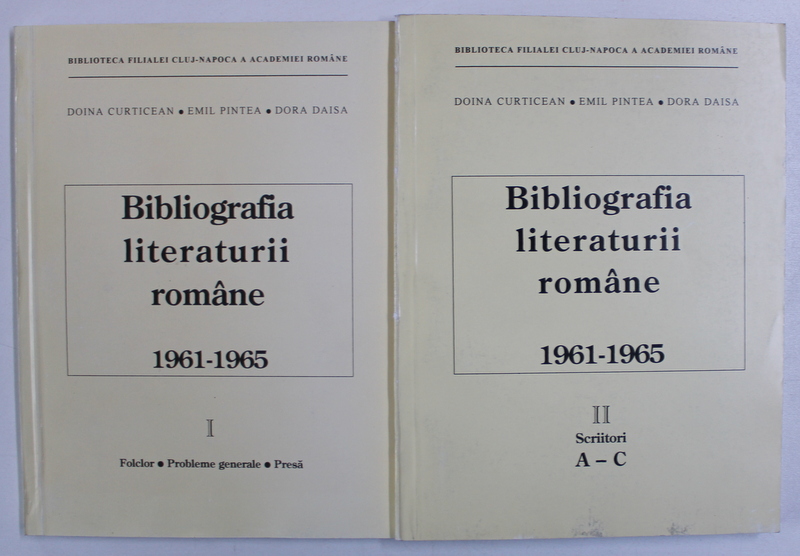 BIBLIOTECA FILIALEI CLUJ-NAPOCA A ACADEMIEI ROMÂNE
DOINA CURTICEAN ● EMIL PINTEA ● DORA DAISA
Bibliografia
literaturii
române
1961-1965
I
Folclor ● Probleme generale ● Presă
BIBLIOTECA FILIALEI CLUJ-NAPOCA A ACADEMIEI ROMÂNE
DOINA CURTICEAN ● EMIL PINTEA ● DORA DAISA
Bibliografia
literaturii
române
1961-1965
II
Scriitori
A – C